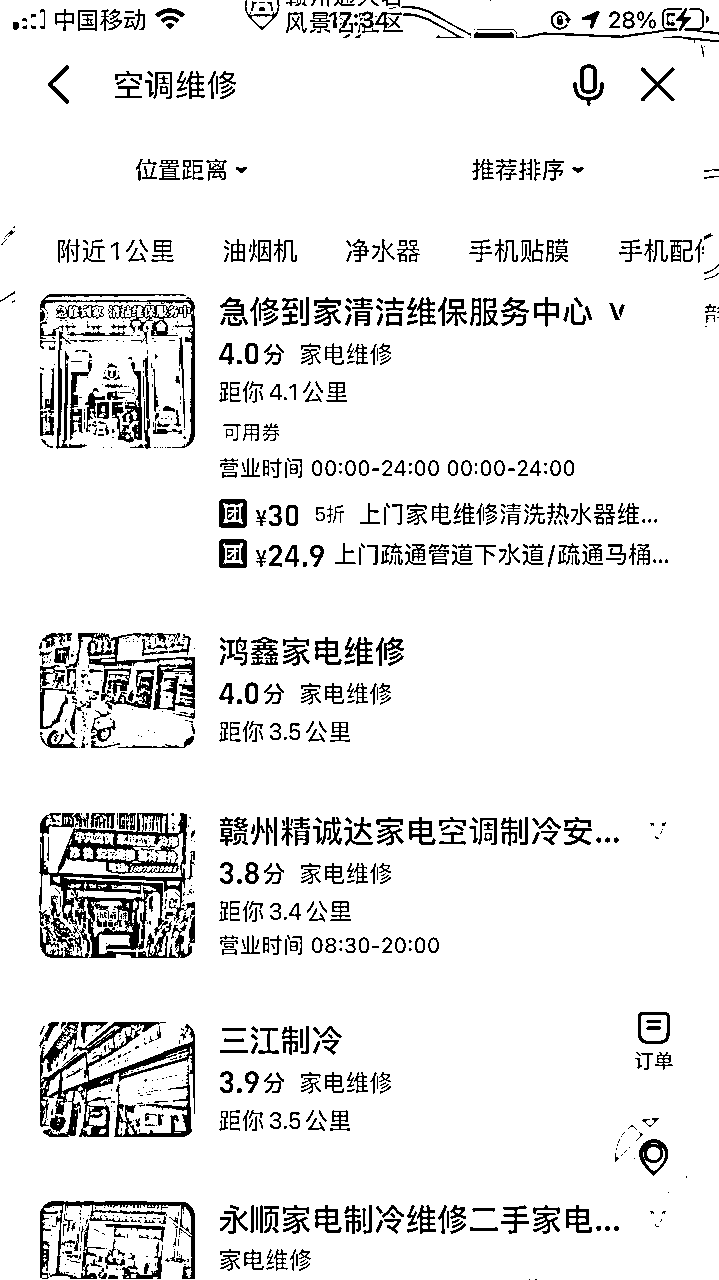 中国移动
17:34
28%
风景
空调维修
位置距离
推荐排序
附近1公里
油烟机
净水器
手机贴膜
手机配件
急修到家清洁维保服务中心
4.0分 家电维修
距你4.1公里
可用券
营业时间 00:00-24:00 00:00-24:00
团 ¥30 5折 上门家电维修清洗热水器维...
团 ¥24.9 上门疏通管道下水道/疏通马桶...
鸿鑫家电维修
4.0分 家电维修
距你3.5公里
赣州精诚达家电空调制冷安...
3.8分 家电维修
距你3.4公里
营业时间 08:30-20:00
三江制冷
3.9分 家电维修
距你3.5公里
订单
永顺家电制冷维修二手家电...
家电维修